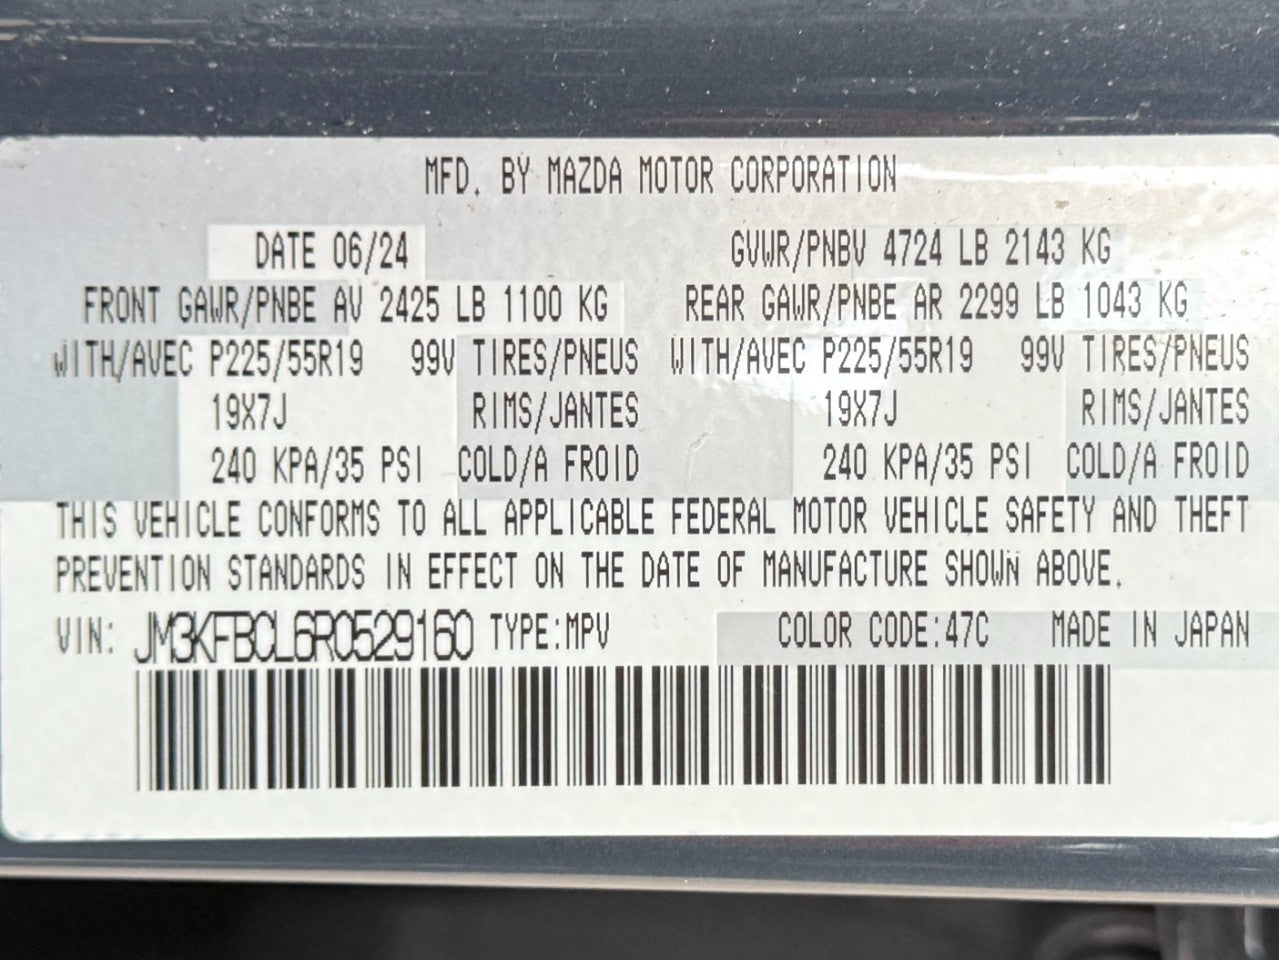 MFD. BY MAZDA MOTOR CORPORATION
DATE 06/24 GVWR/PNBV 4724 LB 2143 KG
FRONT GAWR/PNBE AV 2425 LB 1100 KG REAR GAWR/PNBE AR 2299 LB 1043 KG
WITH/AVEC P225/55R19 99V TIRES/PNEUS WITH/AVEC P225/55R19 99V TIRES/PNEUS
19X7J RIMS/JANTES 19X7J RIMS/JANTES
240 KPA/35 PSI COLD/A FROID 240 KPA/35 PSI COLD/A FROID
THIS VEHICLE CONFORMS TO ALL APPLICABLE FEDERAL MOTOR VEHICLE SAFETY AND THEFT
PREVENTION STANDARDS IN EFFECT ON THE DATE OF MANUFACTURE SHOWN ABOVE.
VIN: JM3KFBCL6R0529160 TYPE:MPV COLOR CODE:47C MADE IN JAPAN